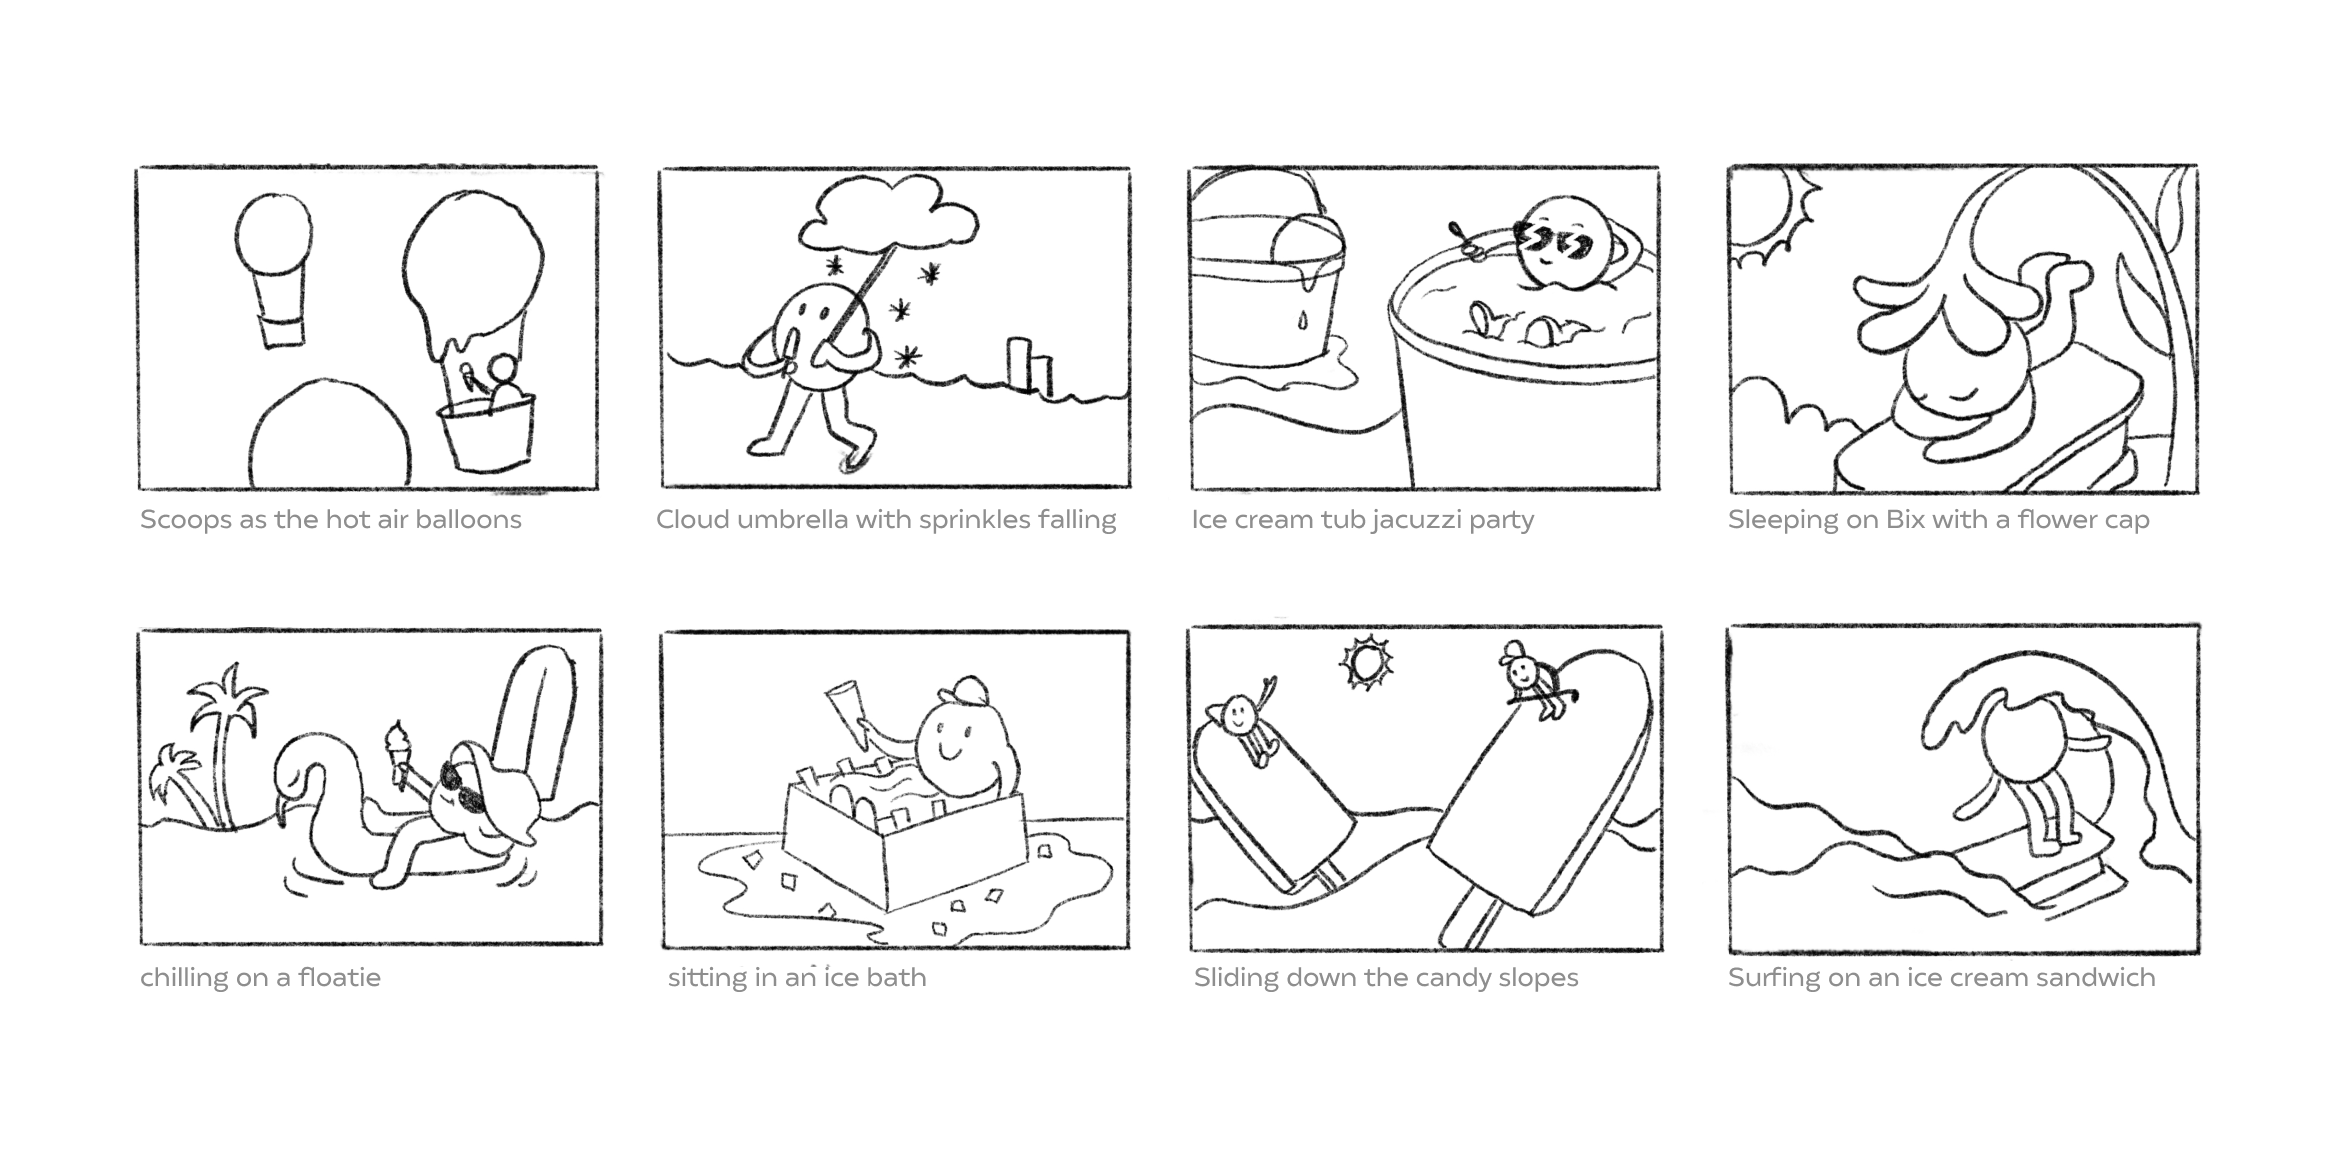 Scoops as the hot air balloons
Cloud umbrella with sprinkles falling
Ice cream tub jacuzzi party
Sleeping on Bix with a flower cap
chilling on a floatie
sitting in an ice bath
Sliding down the candy slopes
Surfing on an ice cream sandwich